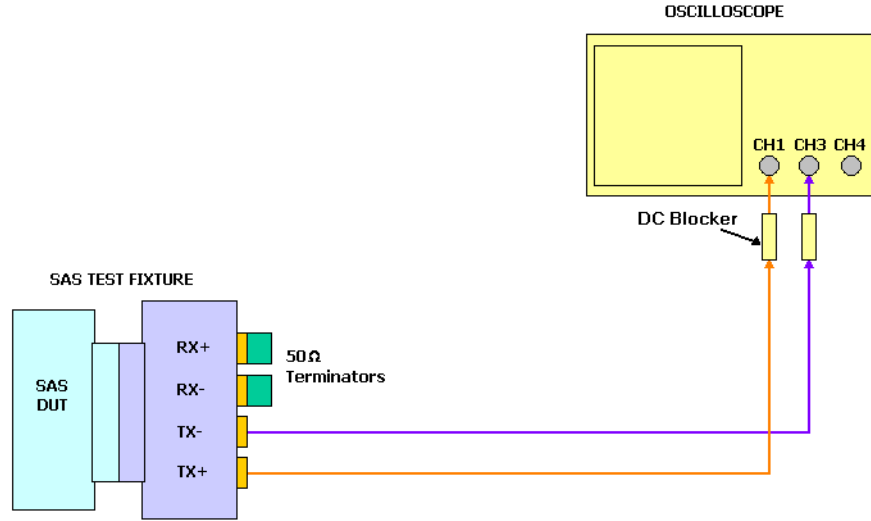 OSCILLOSCOPE
CH1 CH3 CH4
DC Blocker
SAS TEST FIXTURE
SAS
DUT
RX+
RX-
TX-
TX+
50Ω
Terminators